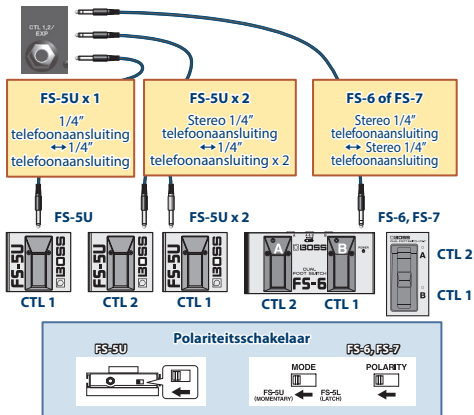 CTL 1,2/
EXP
FS-5U x 1
1/4”
telefoonaansluiting
↔ 1/4”
telefoonaansluiting
FS-5U x 2
Stereo 1/4”
telefoonaansluiting
↔ 1/4”
telefoonaansluiting x 2
FS-6 of FS-7
Stereo 1/4”
telefoonaansluiting
↔ Stereo 1/4”
telefoonaansluiting
FS-5U
FS-5U x 2
FS-6, FS-7
FS-5U
BOSS
FS-5U
BOSS
FS-5U
BOSS
BOSS
A
B
POWER
DUAL
FOOT SWITCH
FS-6
BOSS
A
B
CTL 2
CTL 1
CTL 1
CTL 2
CTL 1
CTL 2
CTL 1
Polariteitsschakelaar
FS-5U
FS-6, FS-7
MODE
POLARITY
FS-5U
(MOMENTARY)
FS-5L
(LATCH)